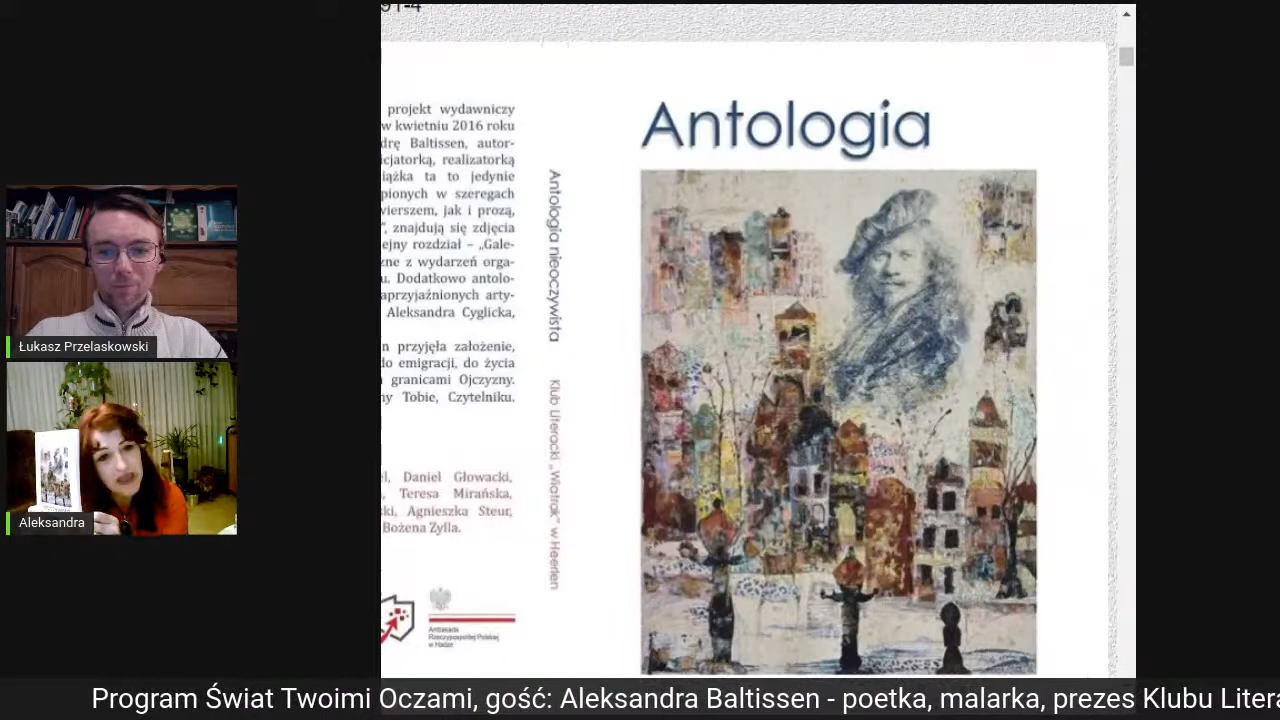 91-4
projekt wydawniczy
w kwietniu 2016 roku
drę Baltissen, autor-
cjatorką, realizatorką
iążka ta to jedynie
pionych w szeregach
wierszem, jak i prozą,
", znajdują się zdjęcia
ejny rozdział – „Gale-
zne z wydarzeń orga-
u. Dodatkowo antolo-
aprzyjaźnionych arty-
Aleksandra Cyglicka,
n przyjęła założenie,
do emigracji, do życia
granicami Ojczyzny.
ny Tobie, Czytelniku.
el, Daniel Głowacki,
Teresa Mirańska,
ski, Agnieszka Steur,
Bożena Zylla.
Ambasada
Rzeczypospolitej Polskiej
w Hadze
Antologia nieoczywista
Klub Literacki „Wiatrak" w Heerlen
Antologia
Łukasz Przelaskowski
Aleksandra
Program Świat Twoimi Oczami, gość: Aleksandra Baltissen - poetka, malarka, prezes Klubu Litera